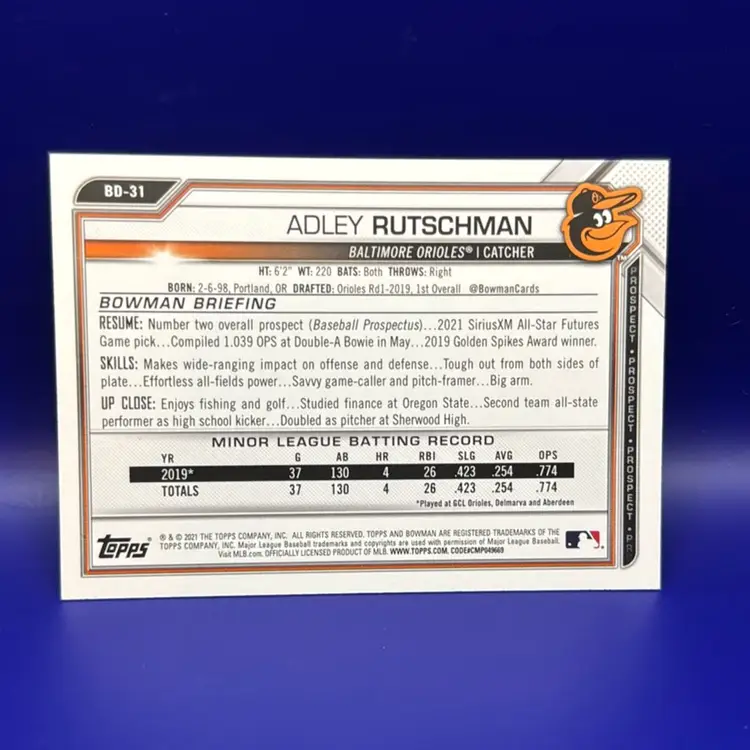 BD-31
ADLEY RUTSCHMAN
BALTIMORE ORIOLES® | CATCHER
HT: 6'2" WT: 220 BATS: Both THROWS: Right
BORN: 2-6-98, Portland, OR DRAFTED: Orioles Rd1-2019, 1st Overall @BowmanCards
BOWMAN BRIEFING
RESUME: Number two overall prospect (Baseball Prospectus)...2021 SiriusXM All-Star Futures
Game pick...Compiled 1.039 OPS at Double-A Bowie in May...2019 Golden Spikes Award winner.
SKILLS: Makes wide-ranging impact on offense and defense...Tough out from both sides of
plate...Effortless all-fields power...Savvy game-caller and pitch-framer...Big arm.
UP CLOSE: Enjoys fishing and golf...Studied finance at Oregon State...Second team all-state
performer as high school kicker...Doubled as pitcher at Sherwood High.
MINOR LEAGUE BATTING RECORD
YR G AB HR RBI SLG AVG OPS
2019* 37 130 4 26 .423 .254 .774
TOTALS 37 130 4 26 .423 .254 .774
*Played at GCL Orioles, Delmarva and Aberdeen
Topps
® & © 2021 THE TOPPS COMPANY, INC. ALL RIGHTS RESERVED. TOPPS AND BOWMAN ARE REGISTERED TRADEMARKS OF THE
TOPPS COMPANY, INC. Major League Baseball trademarks and copyrights are used with permission of Major League Baseball.
Visit MLB.com. OFFICIALLY LICENSED PRODUCT OF MLB. WWW.TOPPS.COM. CODE#CMP049669
PROSPECT • PROSPECT • PROSPECT • PROSPECT • PR
TM